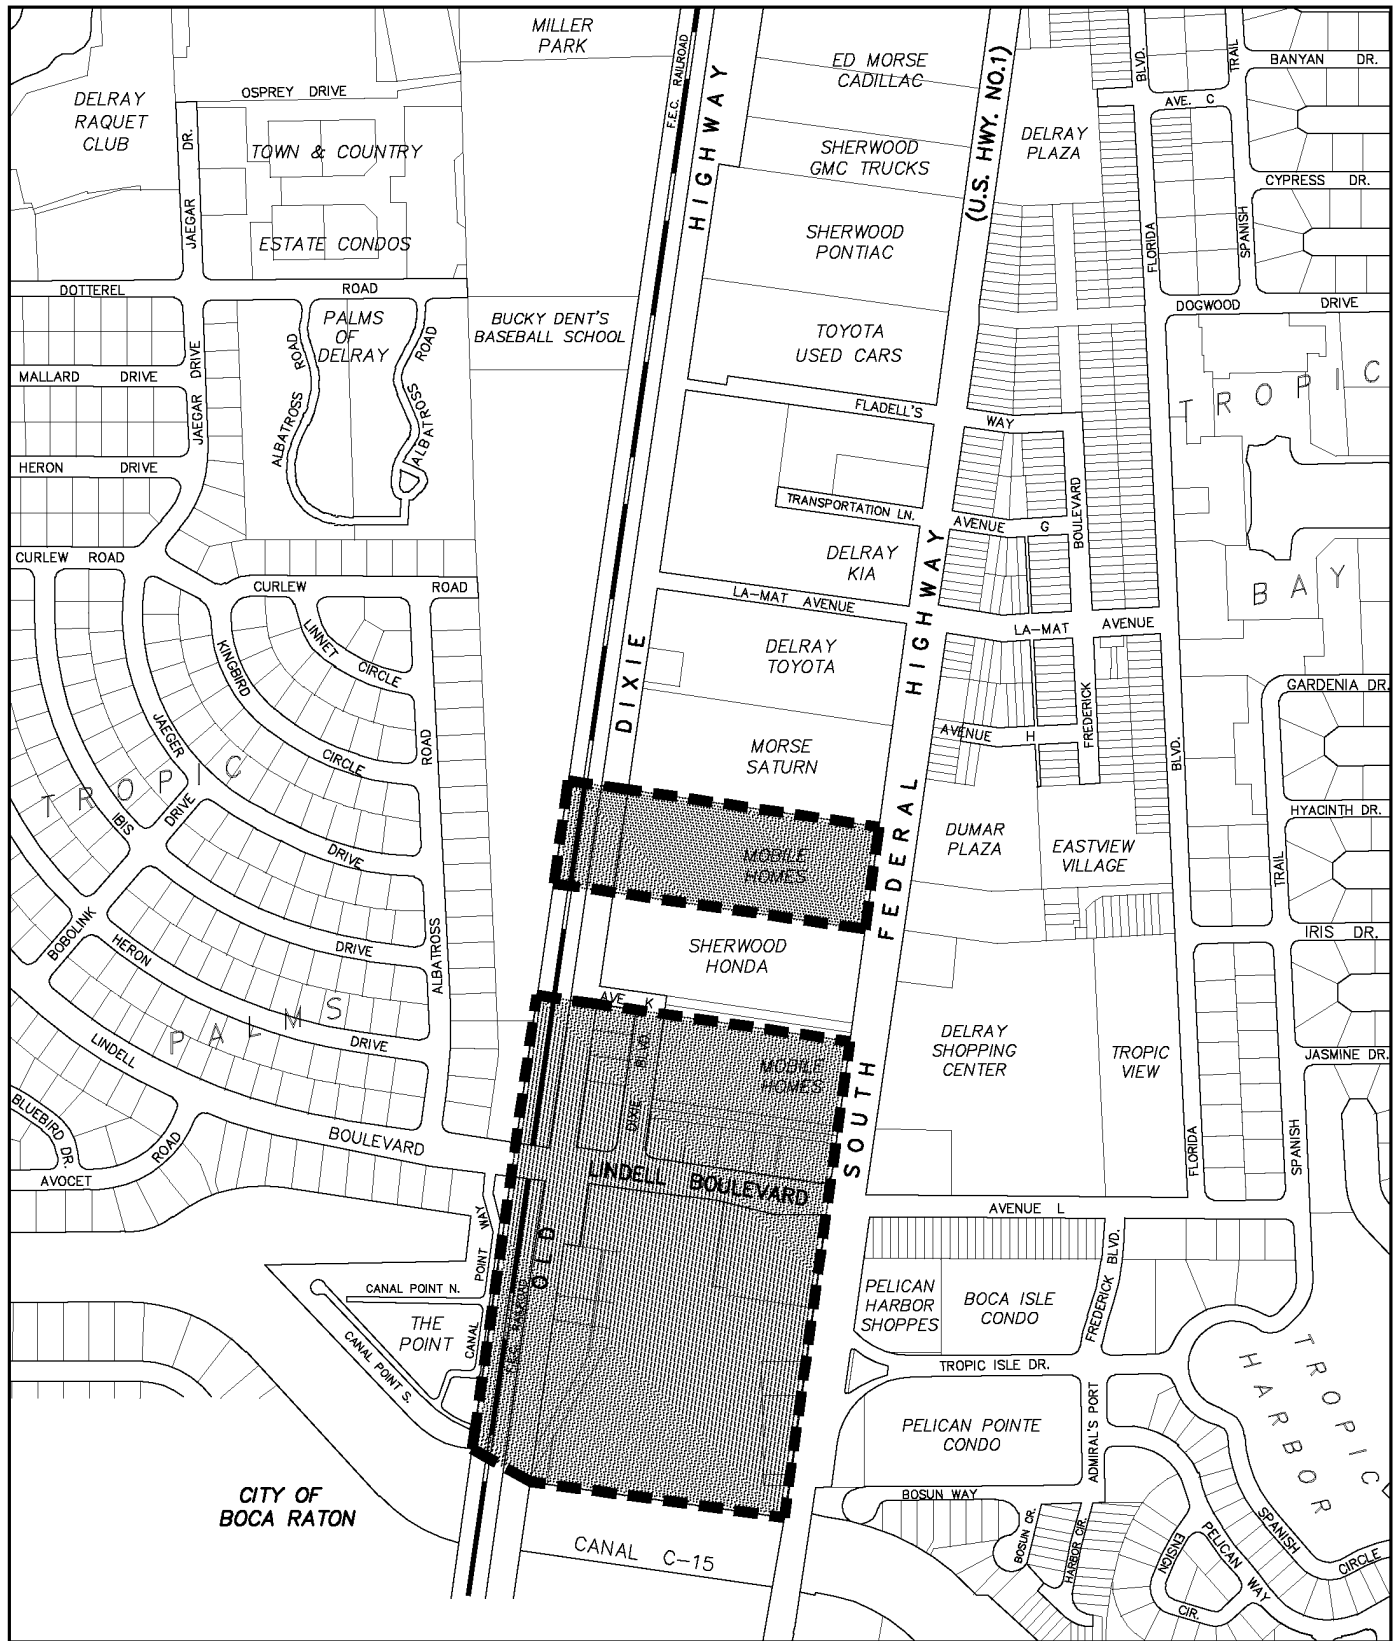 MILLER
PARK
ED MORSE
CADILLAC
(U.S. HWY. NO.1)
BLVD.
TRAIL
BANYAN DR.
AVE. C
F.E.C. RAILROAD
HIGHWAY
DELRAY
RAQUET
CLUB
OSPREY DRIVE
JAEGAR DR.
TOWN & COUNTRY
ESTATE CONDOS
SHERWOOD
GMC TRUCKS
DELRAY
PLAZA
CYPRESS DR.
SHERWOOD
PONTIAC
FLORIDA
SPANISH
DOTTEREL ROAD
DOGWOOD DRIVE
PALMS
OF
DELRAY
ALBATROSS ROAD
ALBATROSS ROAD
BUCKY DENT'S
BASEBALL SCHOOL
TOYOTA
USED CARS
MALLARD DRIVE
JAEGAR DRIVE
HERON DRIVE
FLADELL'S WAY
TROPIC
BAY
TRANSPORTATION LN.
AVENUE G
BOULEVARD
CURLEW ROAD
CURLEW ROAD
DELRAY
KIA
LA-MAT AVENUE
LA-MAT AVENUE
LINNET CIRCLE
KINGBIRD CIRCLE
DIXIE
DELRAY
TOYOTA
FEDERAL HIGHWAY
GARDENIA DR.
JAEGER DRIVE
ROAD
AVENUE H
FREDERICK
BLVD.
MORSE
SATURN
TROPIC
IBIS DRIVE
HYACINTH DR.
DUMAR
PLAZA
EASTVIEW
VILLAGE
MOBILE
HOMES
TRAIL
BOBOLINK
HERON DRIVE
DRIVE
ALBATROSS
SHERWOOD
HONDA
IRIS DR.
PALMS
AVE. K
LINDELL
DIXIE BLVD.
MOBILE
HOMES
DELRAY
SHOPPING
CENTER
TROPIC
VIEW
JASMINE DR.
BLUEBIRD DR.
BOULEVARD
SOUTH
FLORIDA
SPANISH
AVOCET ROAD
LINDELL BOULEVARD
AVENUE L
OLD
CANAL POINT WAY
CANAL POINT N.
THE
POINT
CANAL POINT S.
F.E.C. RAILROAD
PELICAN
HARBOR
SHOPPES
BOCA ISLE
CONDO
FREDERICK BLVD.
TROPIC ISLE DR.
TROPIC
HARBOR
PELICAN POINTE
CONDO
ADMIRAL'S PORT
BOSUN WAY
CITY OF
BOCA RATON
CANAL C-15
BOSUN CR.
HARBOR CIR.
ENSIGN CIR.
PELICAN WAY
SPANISH CIRCLE